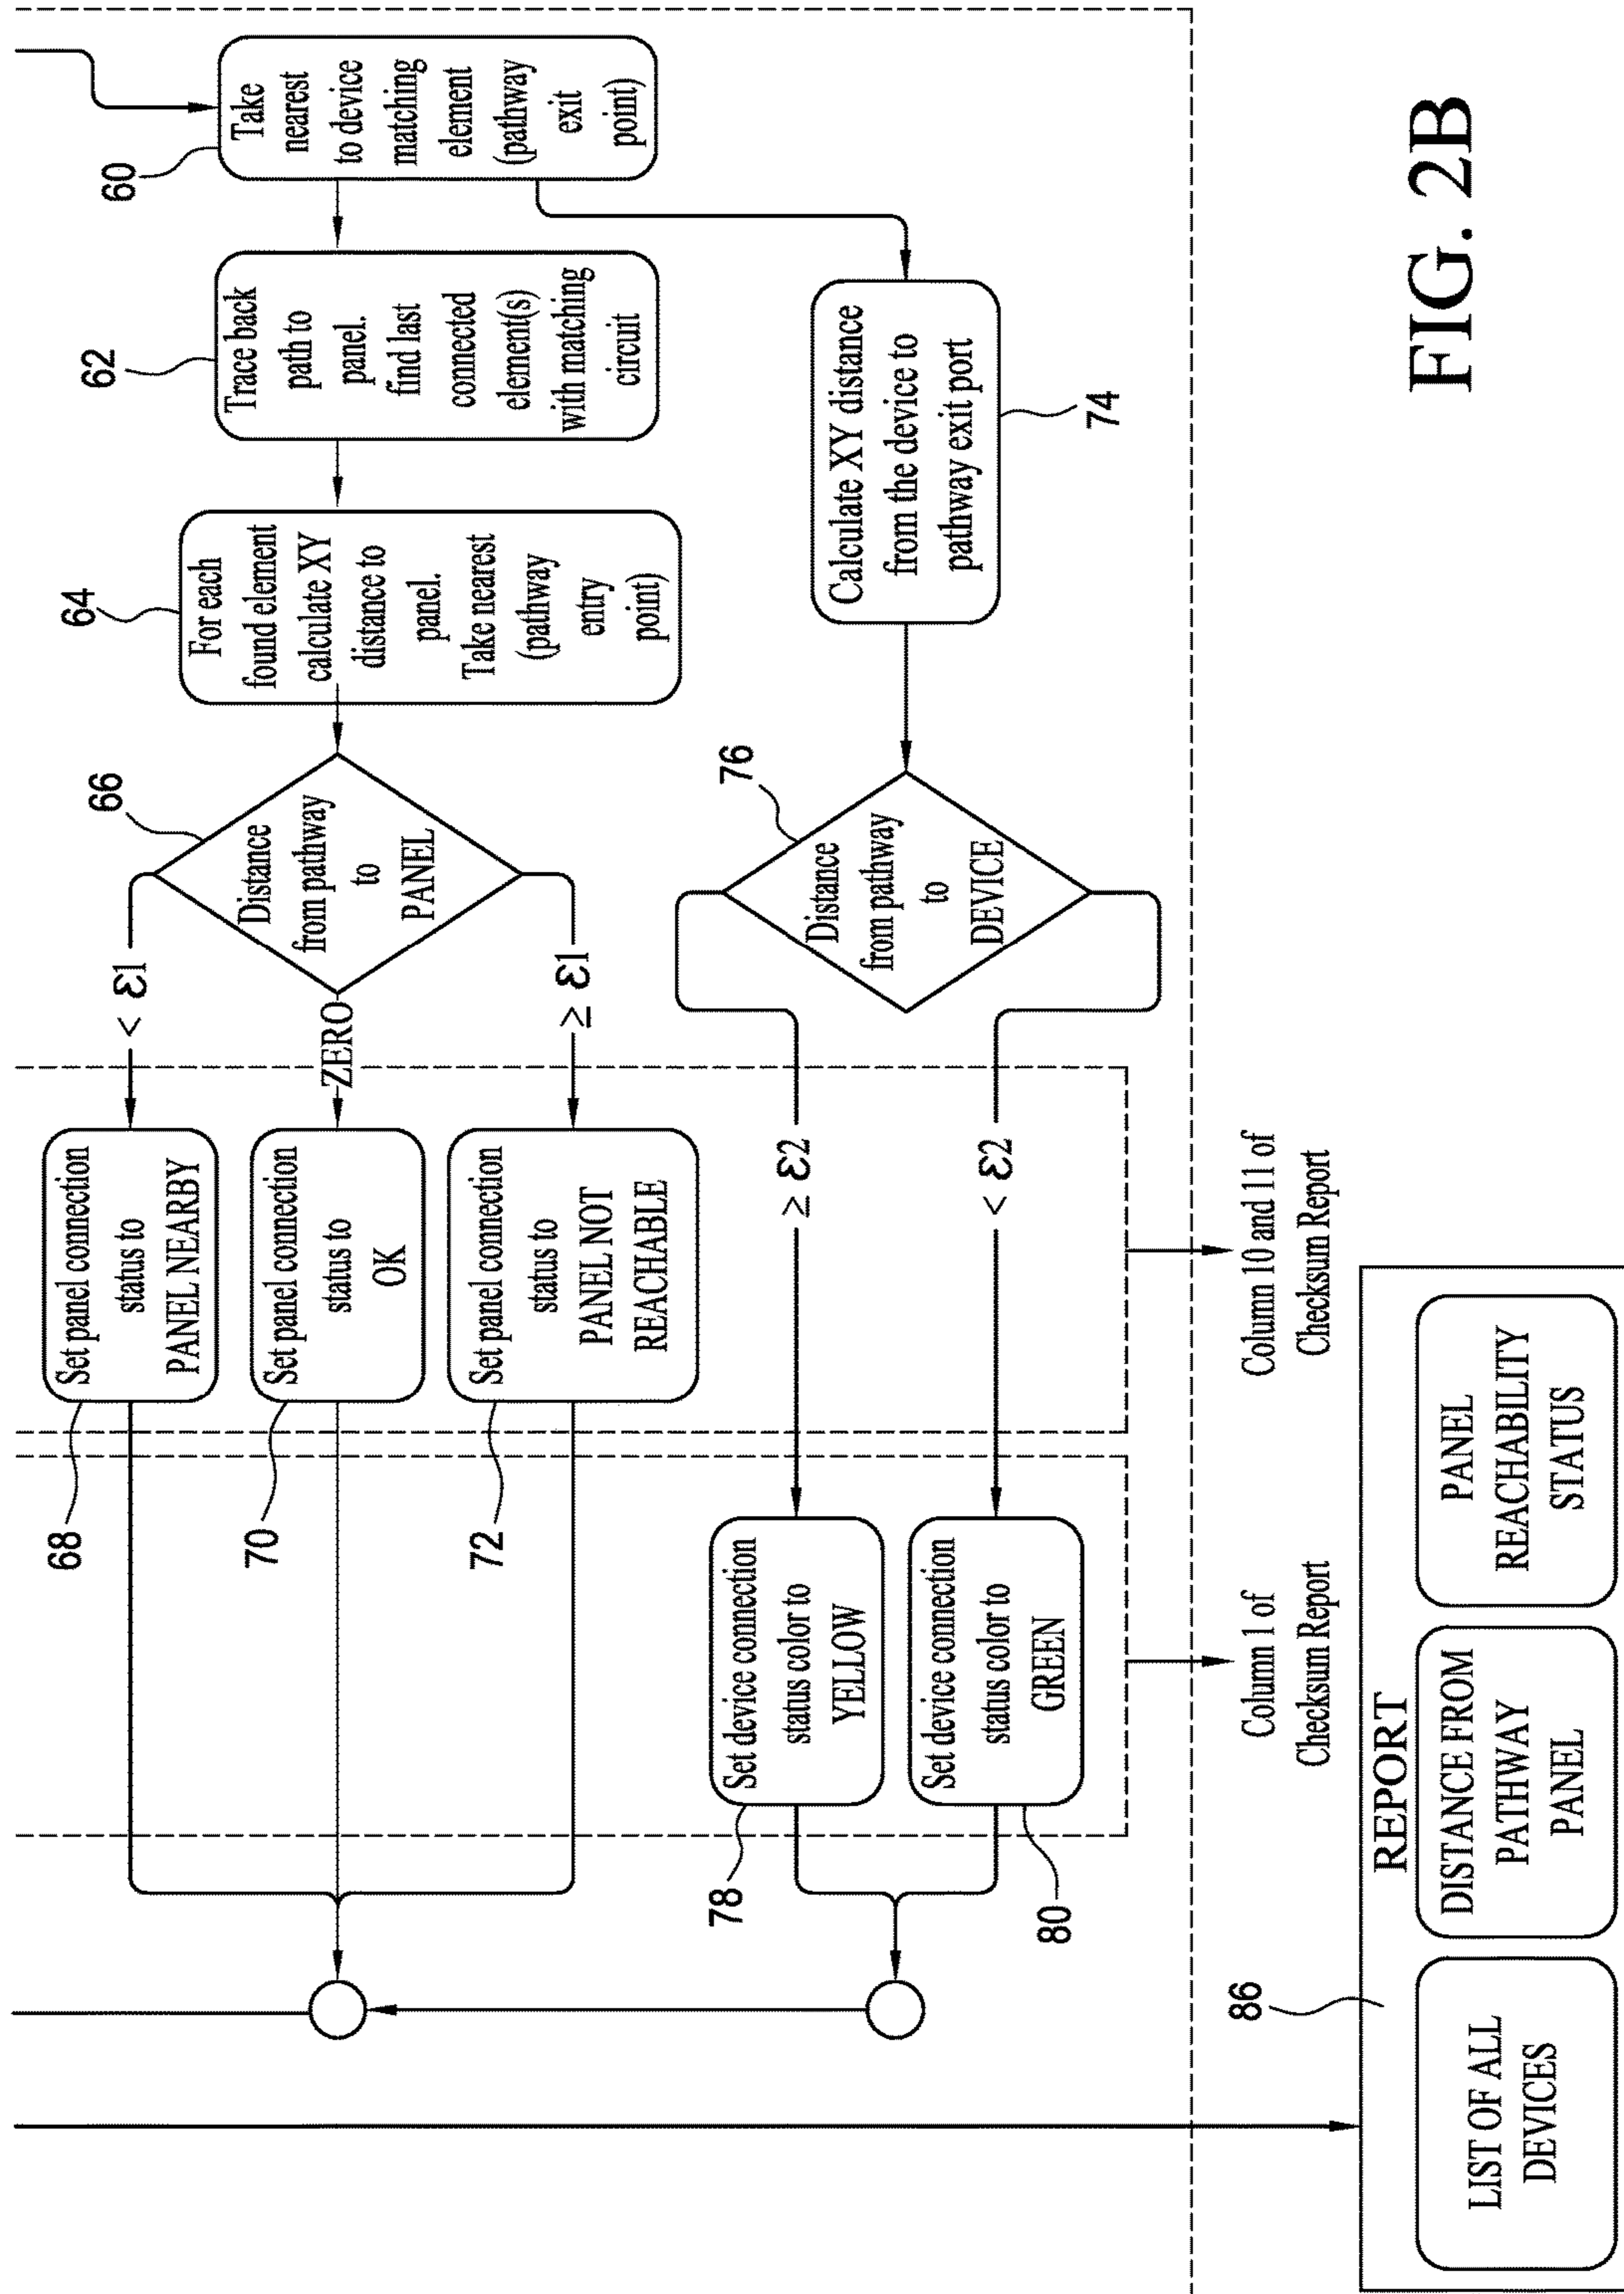 60
Take
nearest
to device
matching
element
(pathway
exit
point)
62
Trace back
path to
panel.
find last
connected
element(s)
with matching
circuit
64
For each
found element
calculate XY
distance to
panel.
Take nearest
(pathway
entry
point)
66
Distance
from pathway
to
PANEL
< ε1
ZERO
≥ ε1
68
Set panel connection
status to
PANEL NEARBY
70
Set panel connection
status to
OK
72
Set panel connection
status to
PANEL NOT
REACHABLE
74
Calculate XY distance
from the device to
pathway exit port
76
Distance
from pathway
to
DEVICE
≥ ε2
< ε2
78
Set device connection
status color to
YELLOW
80
Set device connection
status color to
GREEN
Column 1 of
Checksum Report
Column 10 and 11 of
Checksum Report
86
REPORT
LIST OF ALL
DEVICES
DISTANCE FROM
PATHWAY
PANEL
PANEL
REACHABILITY
STATUS
FIG. 2B